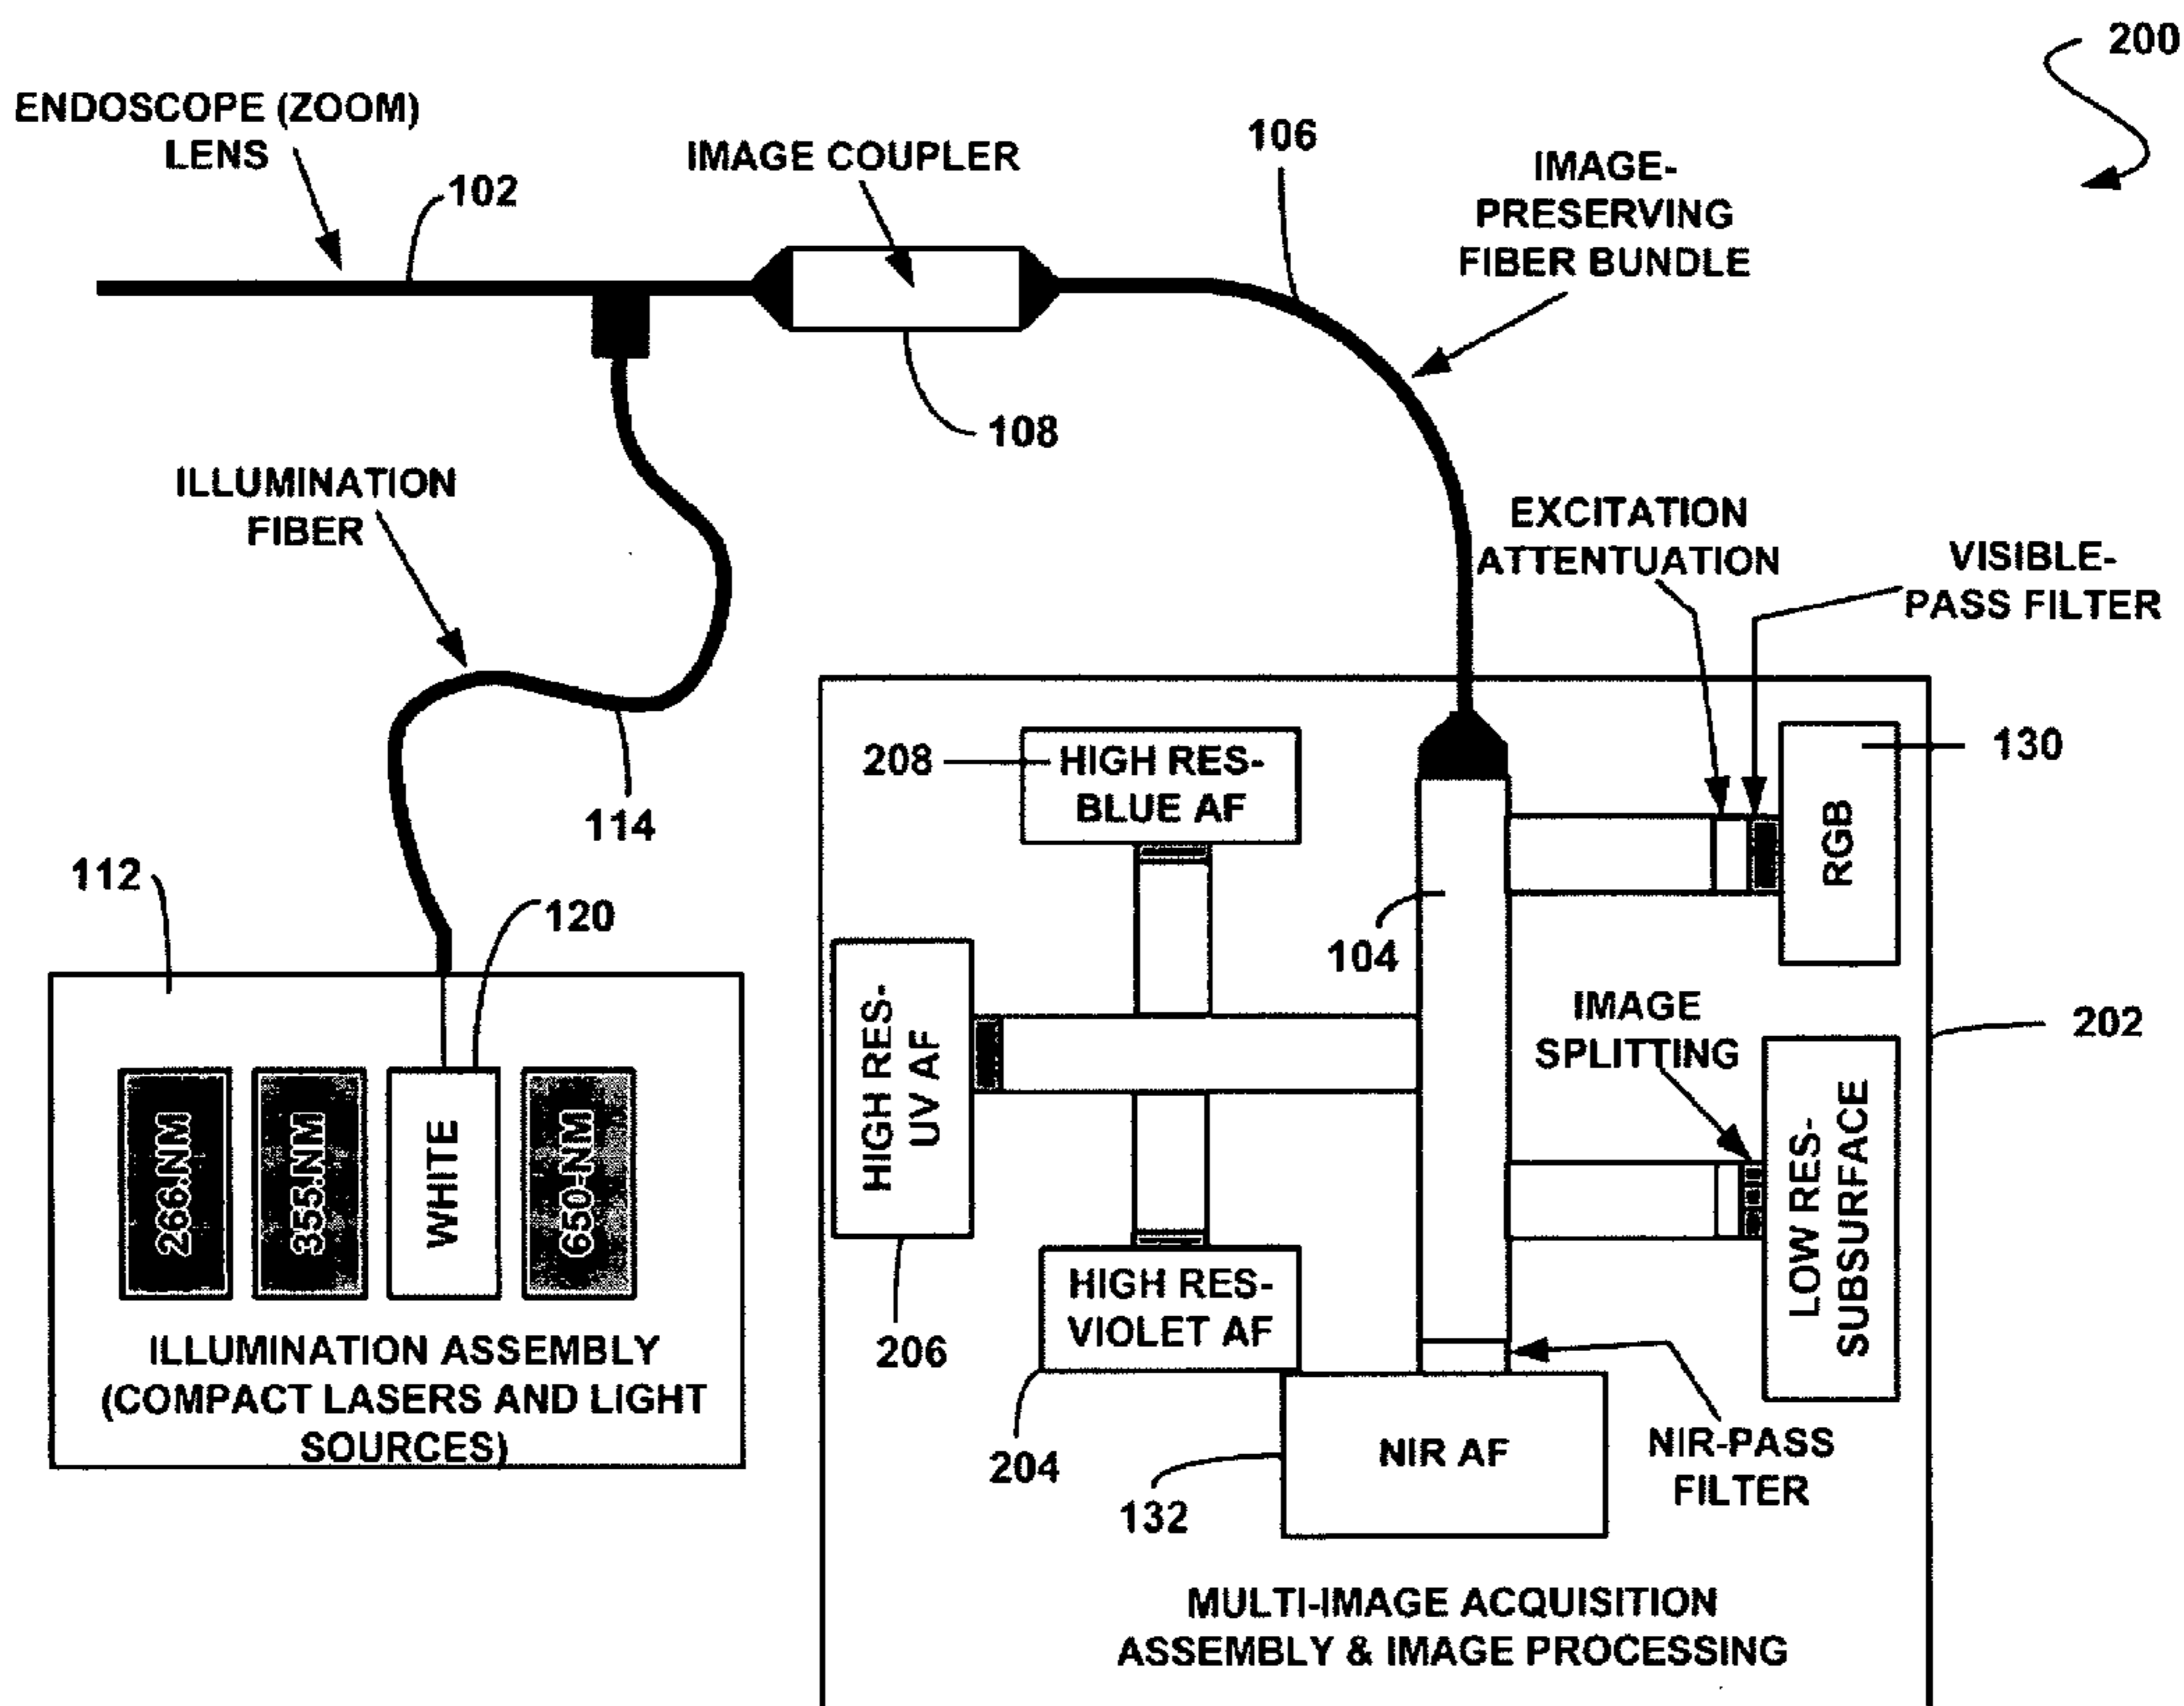 200
ENDOSCOPE (ZOOM)
LENS
102
IMAGE COUPLER
106
IMAGE-
PRESERVING
FIBER BUNDLE
108
ILLUMINATION
FIBER
114
EXCITATION
ATTENTUATION
VISIBLE-
PASS FILTER
112
120
266.NM
355.NM
WHITE
650-NM
ILLUMINATION ASSEMBLY
(COMPACT LASERS AND LIGHT
SOURCES)
208
HIGH RES-
BLUE AF
130
RGB
104
HIGH RES-
UV AF
206
IMAGE
SPLITTING
202
LOW RES-
SUBSURFACE
HIGH RES-
VIOLET AF
204
132
NIR AF
NIR-PASS
FILTER
MULTI-IMAGE ACQUISITION
ASSEMBLY & IMAGE PROCESSING